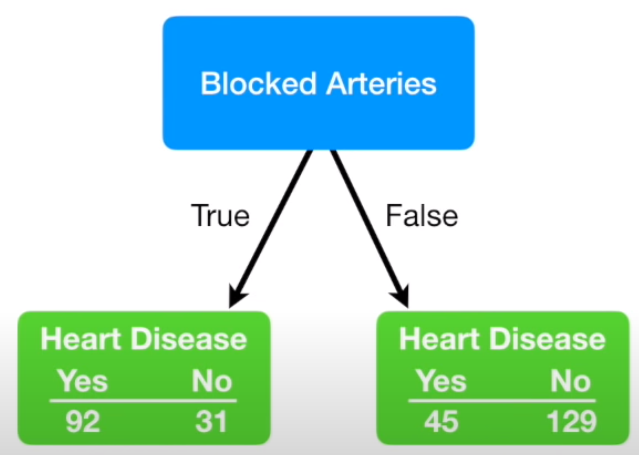 Blocked Arteries
True
False
Heart Disease
Yes No
92 31
Heart Disease
Yes No
45 129